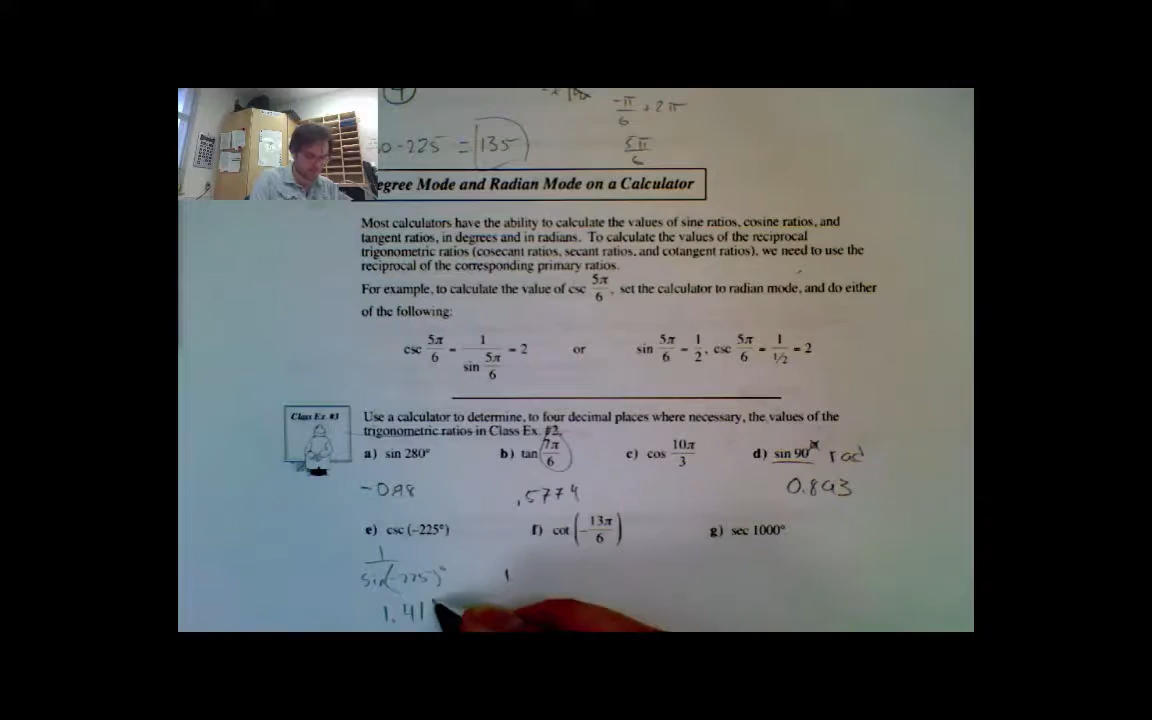 -π/6 + 2π
0-225 = 135
5π/6
egree Mode and Radian Mode on a Calculator
Most calculators have the ability to calculate the values of sine ratios, cosine ratios, and
tangent ratios, in degrees and in radians. To calculate the values of the reciprocal
trigonometric ratios (cosecant ratios, secant ratios, and cotangent ratios), we need to use the
reciprocal of the corresponding primary ratios.
For example, to calculate the value of csc 5π/6, set the calculator to radian mode, and do either
of the following:
csc 5π/6 = 1/(sin 5π/6) = 2 or sin 5π/6 = 1/2, csc 5π/6 = 1/(1/2) = 2
Class Ex. #3
Use a calculator to determine, to four decimal places where necessary, the values of the
trigonometric ratios in Class Ex. #2.
a) sin 280° b) tan 7π/6 c) cos 10π/3 d) sin 90 rad
.5774 0.893
e) csc (-225°) f) cot (-13π/6) g) sec 1000°
1/sin(-225)° 1
1.41